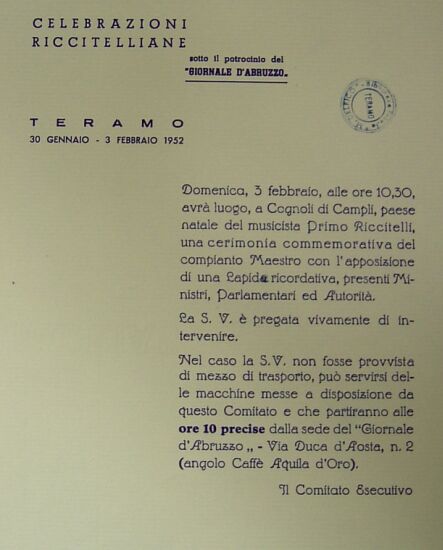 CELEBRAZIONI
RICCITELLIANE
sotto il patrocinio del
"GIORNALE D'ABRUZZO„
TERAMO
30 GENNAIO - 3 FEBBRAIO 1952
TERAMO
Domenica, 3 febbraio, alle ore 10,30,
avrà luogo, a Cognoli di Campli, paese
natale del musicista Primo Riccitelli,
una cerimonia commemorativa del
compianto Maestro con l'apposizione
di una Lapide ricordativa, presenti Mi-
nistri, Parlamentari ed Autorità.
La S. V. è pregata vivamente di in-
tervenire.
Nel caso la S.V. non fosse provvista
di mezzo di trasporto, può servirsi del-
le macchine messe a disposizione da
questo Comitato e che partiranno alle
ore 10 precise dalla sede del "Giornale
d'Abruzzo„ - Via Duca d'Aosta, n. 2
(angolo Caffè Aquila d'Oro).
Il Comitato Esecutivo